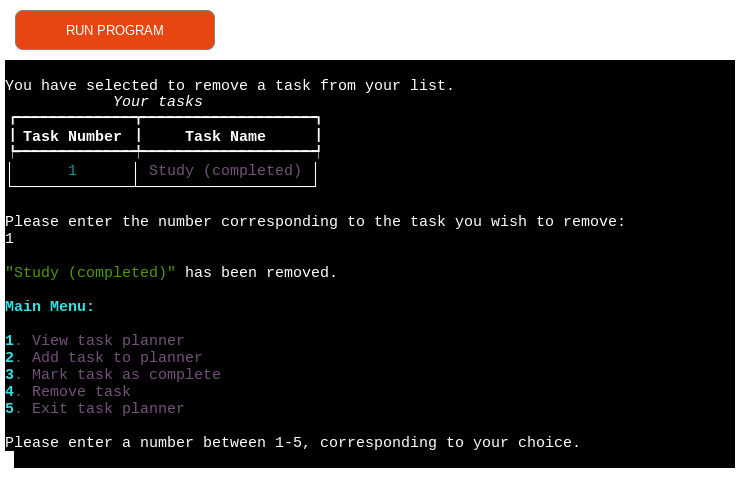 RUN PROGRAM
You have selected to remove a task from your list.
Your tasks
Task Number Task Name
1 Study (completed)
Please enter the number corresponding to the task you wish to remove:
1
"Study (completed)" has been removed.
Main Menu:
1. View task planner
2. Add task to planner
3. Mark task as complete
4. Remove task
5. Exit task planner
Please enter a number between 1-5, corresponding to your choice.